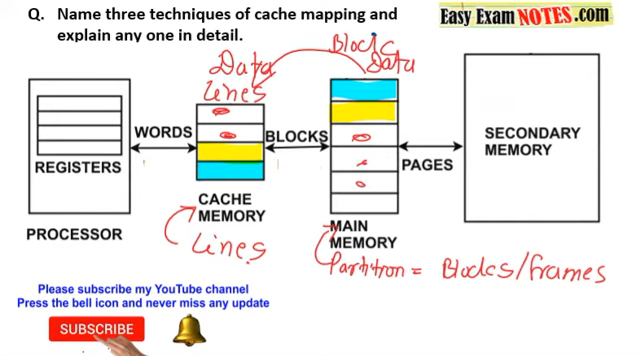 Q. Name three techniques of cache mapping and
explain any one in detail.
Easy Exam NOTES.com
Block
Data
Data
Lines
WORDS
BLOCKS
PAGES
REGISTERS
PROCESSOR
CACHE
MEMORY
Lines
MAIN
MEMORY
SECONDARY
MEMORY
Partition = Blocks/frames
Please subscribe my YouTube channel
Press the bell icon and never miss any update
SUBSCRIBE